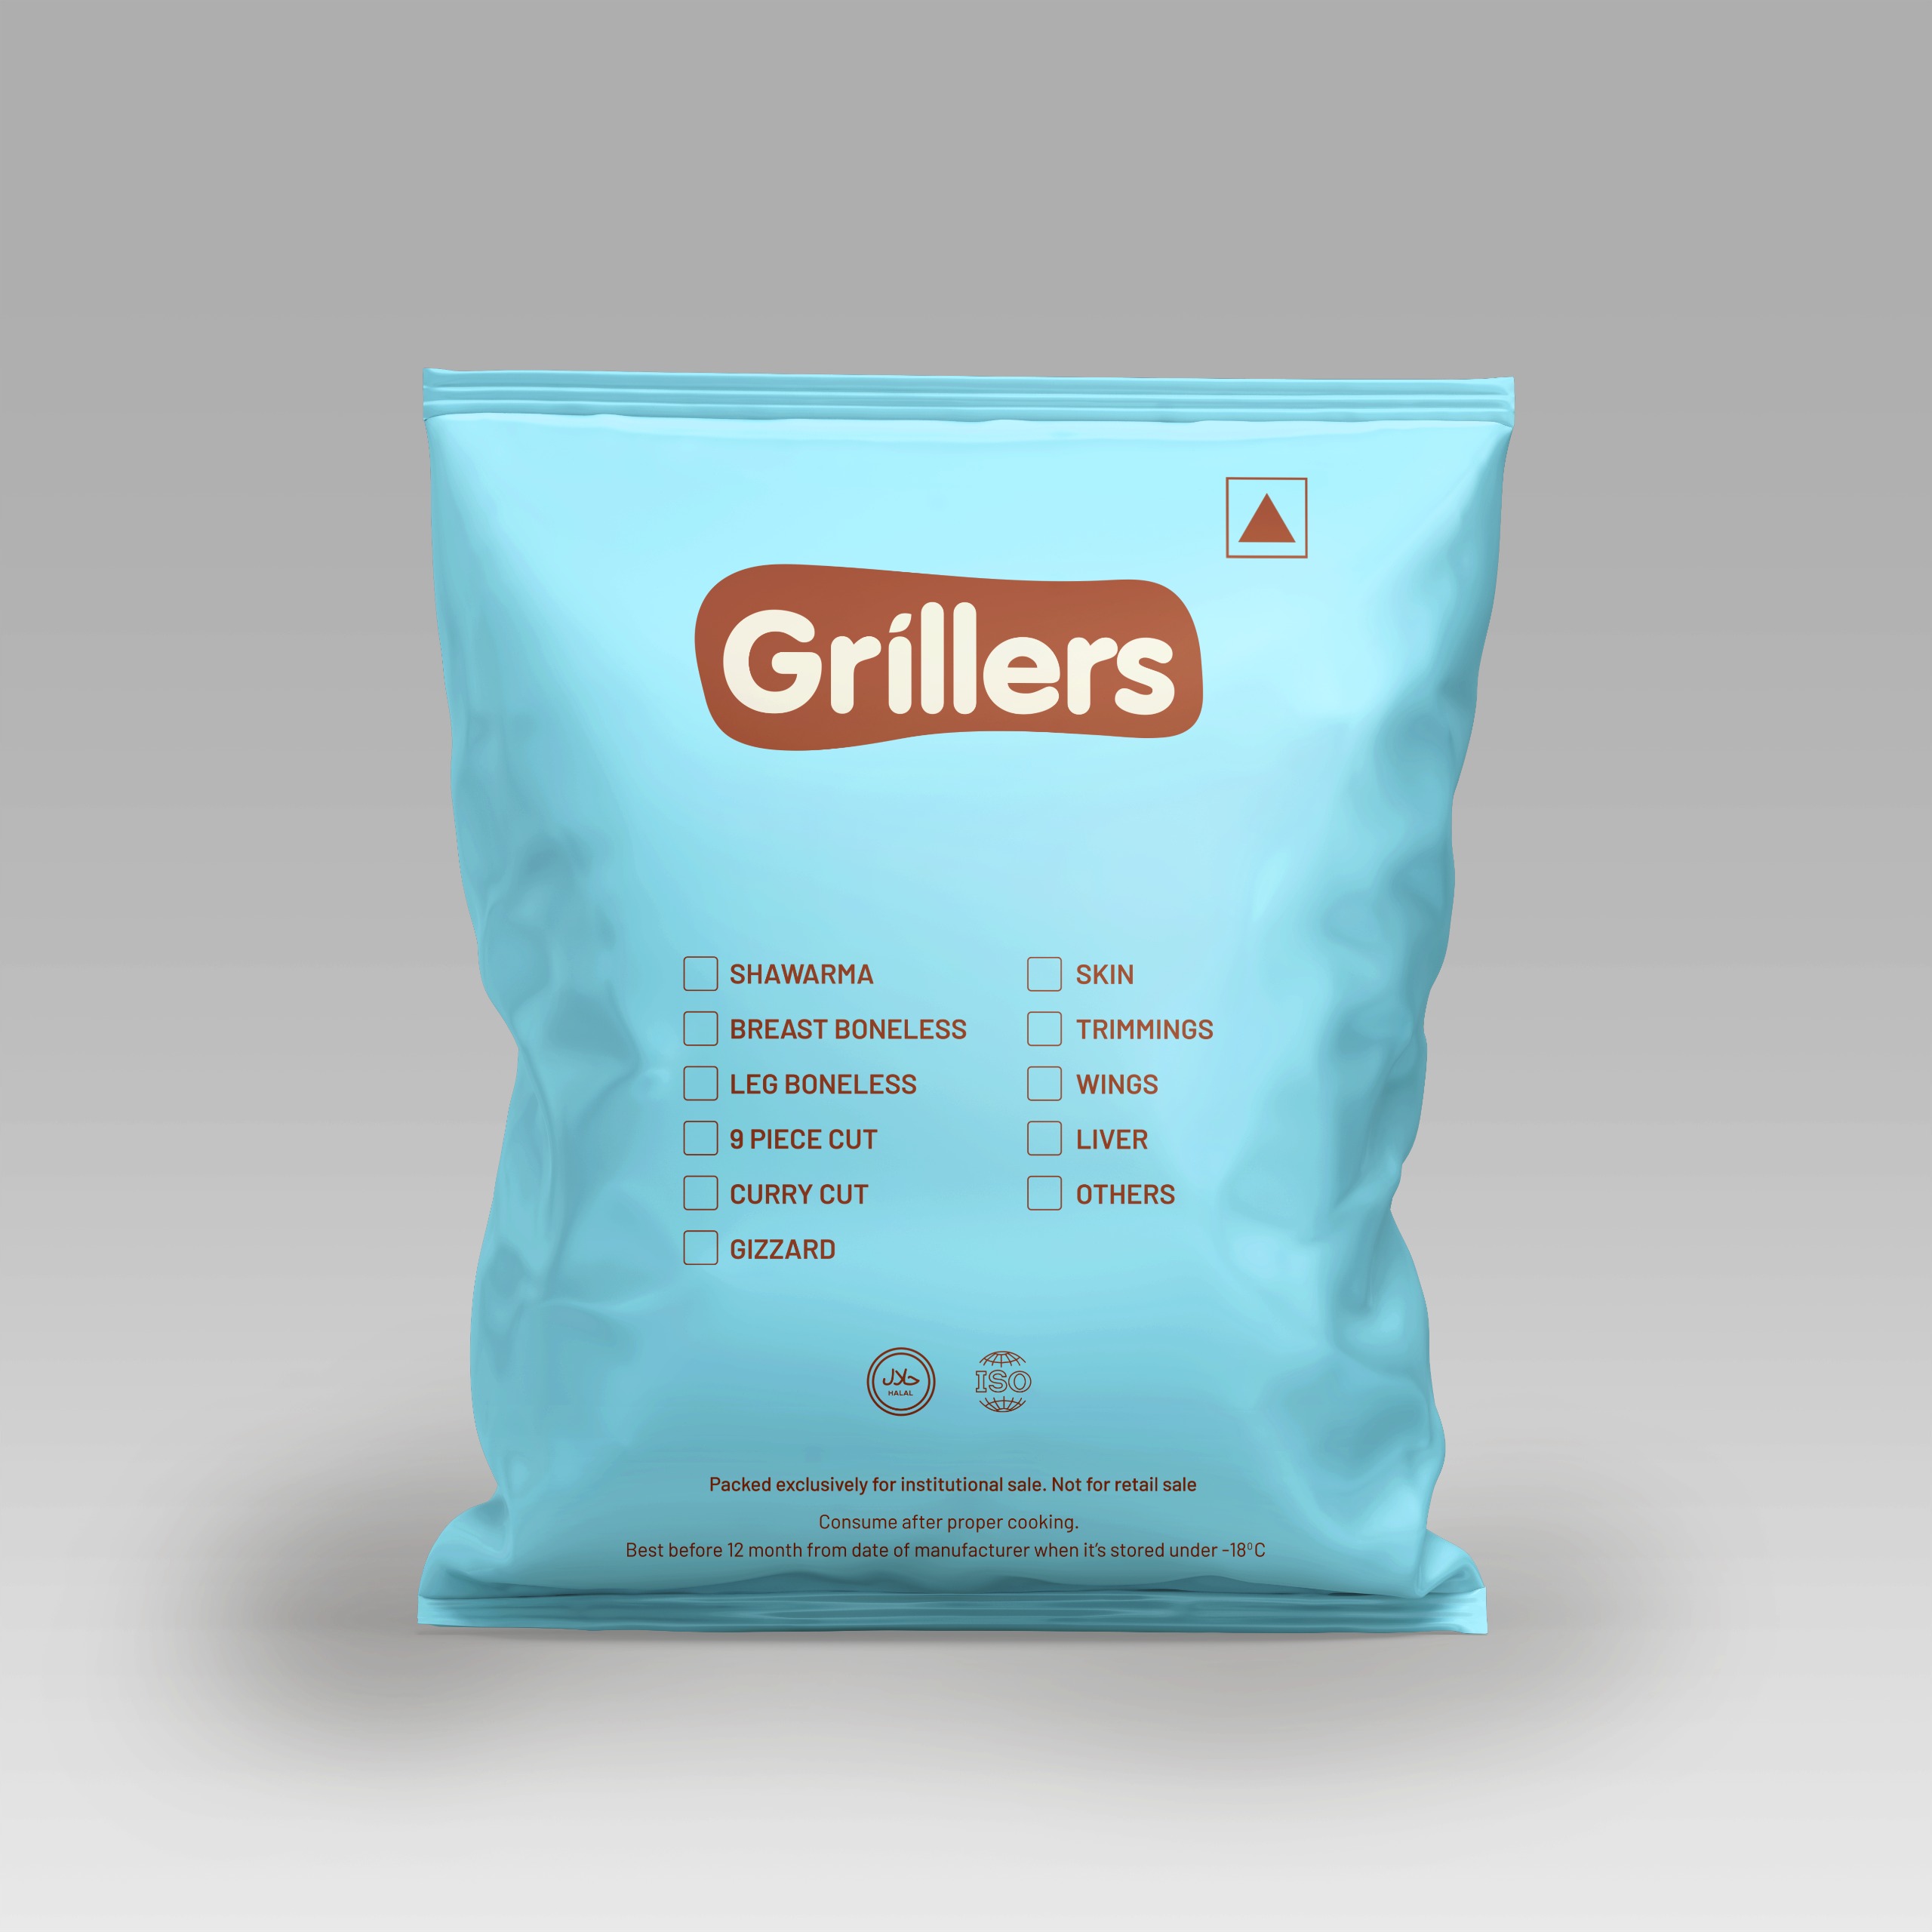 Grillers
SHAWARMA
BREAST BONELESS
LEG BONELESS
9 PIECE CUT
CURRY CUT
GIZZARD
SKIN
TRIMMINGS
WINGS
LIVER
OTHERS
حلال
HALAL
ISO
Packed exclusively for institutional sale. Not for retail sale
Consume after proper cooking.
Best before 12 month from date of manufacturer when it's stored under -18⁰C